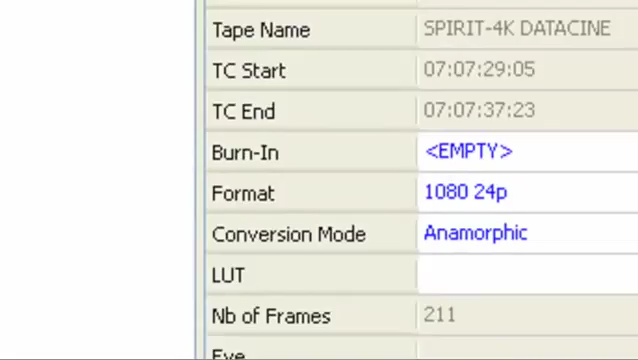 Tape Name SPIRIT-4K DATACINE
TC Start 07:07:29:05
TC End 07:07:37:23
Burn-In <EMPTY>
Format 1080 24p
Conversion Mode Anamorphic
LUT
Nb of Frames 211
Eye